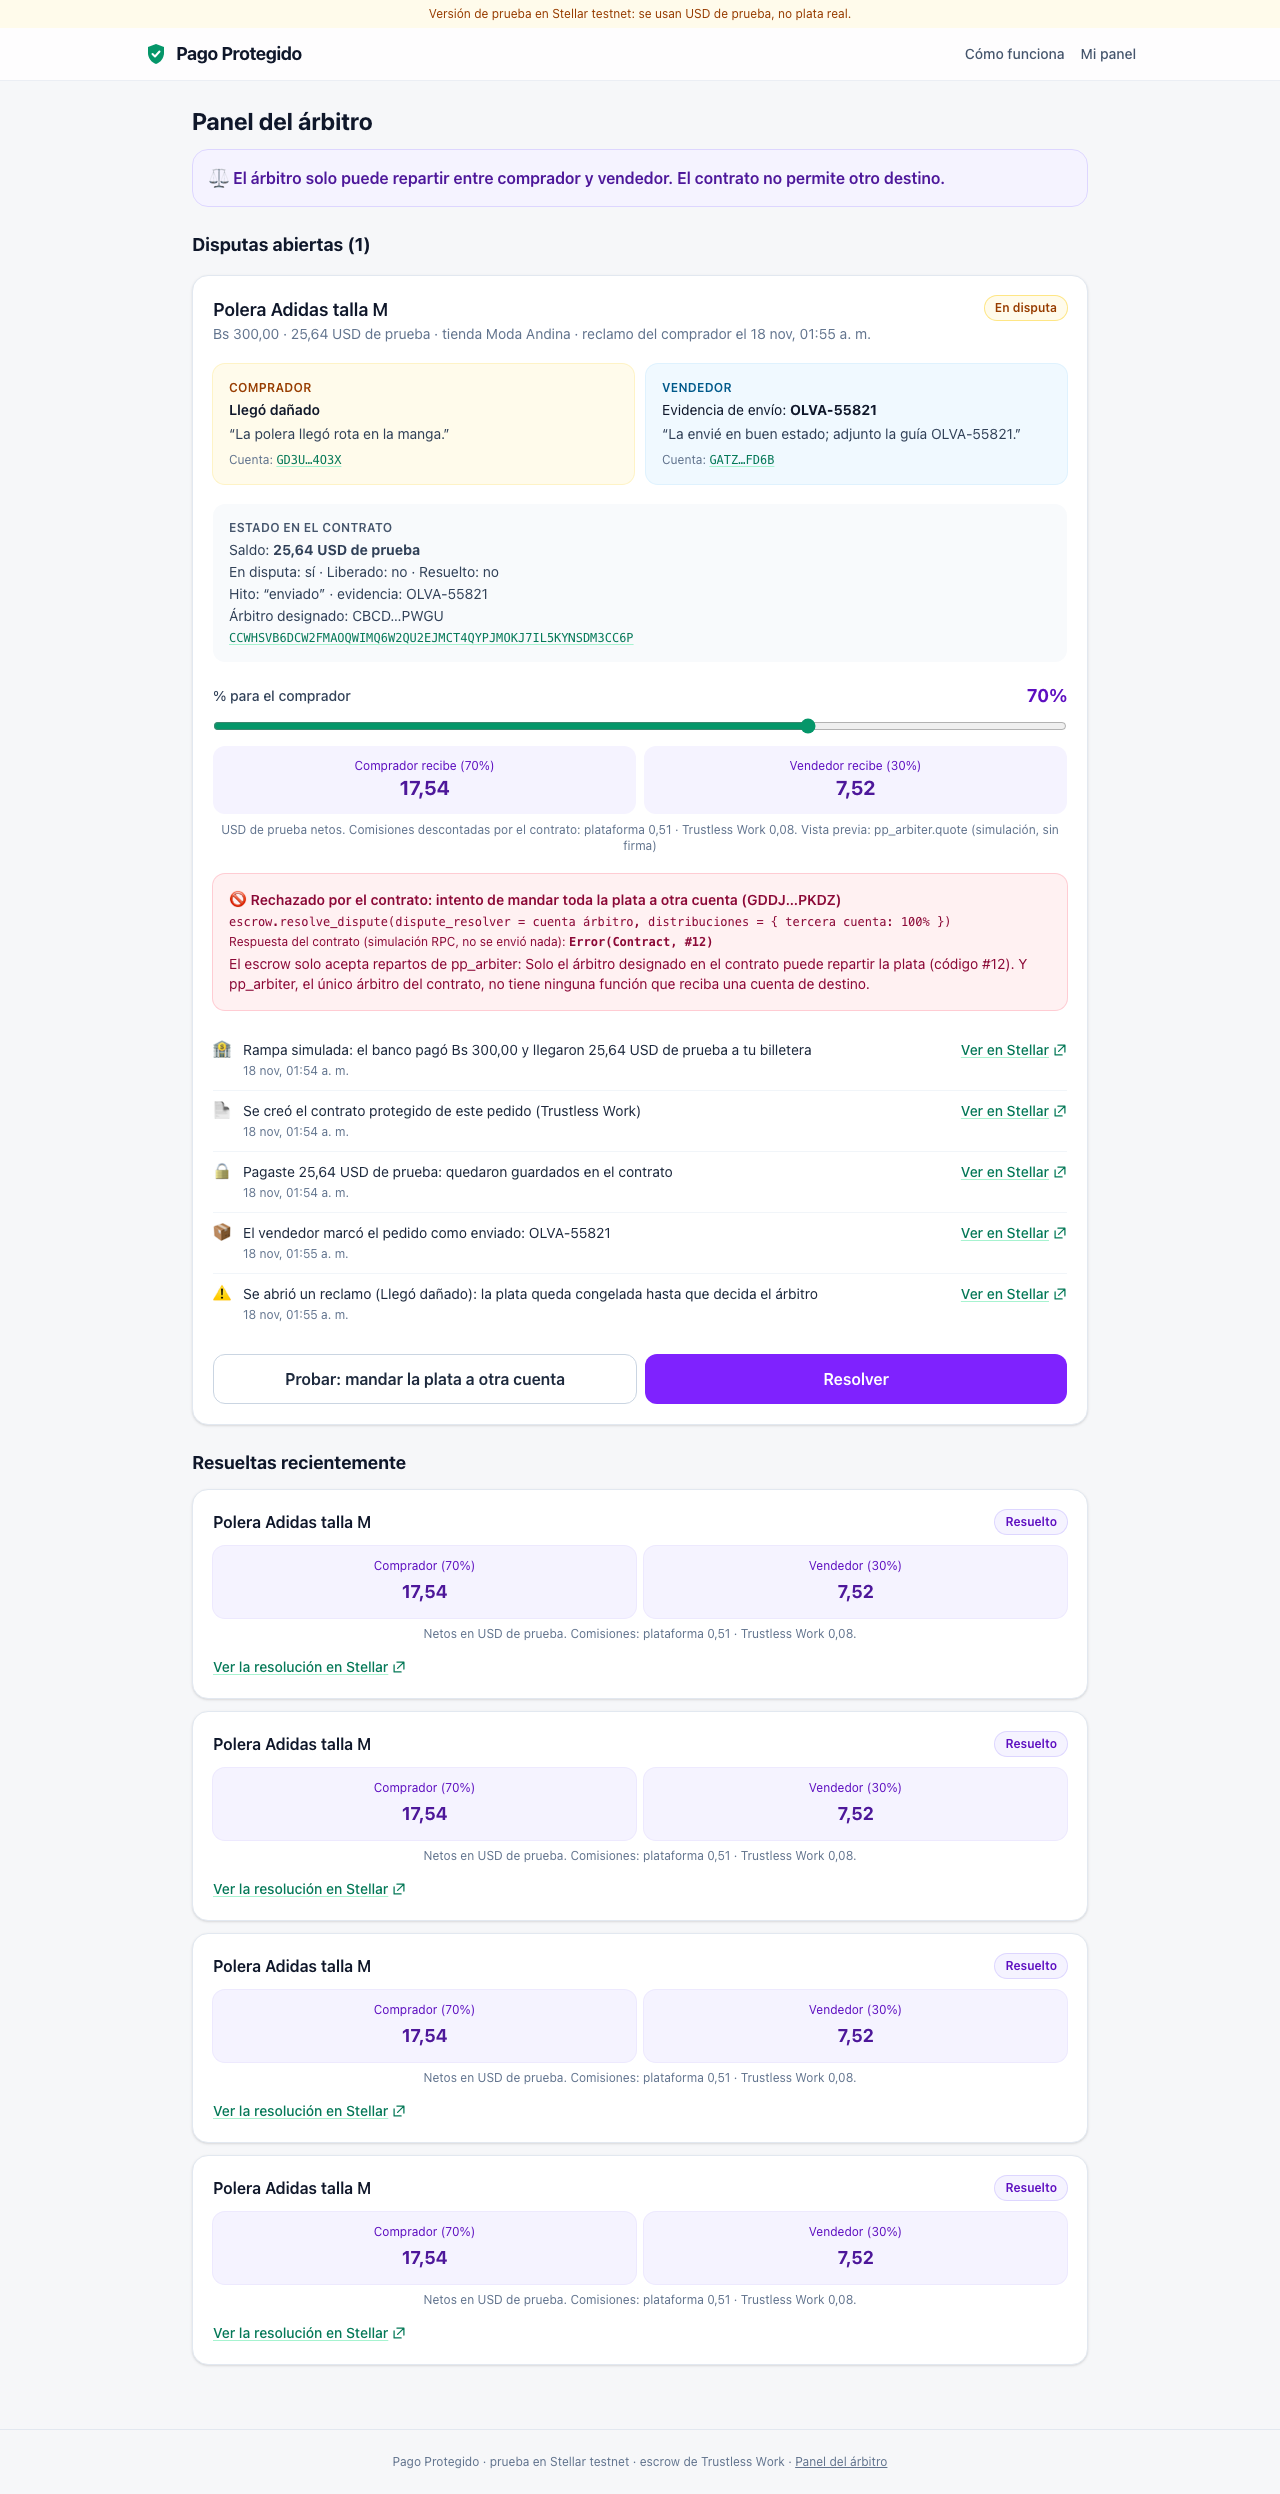 Versión de prueba en Stellar testnet: se usan USD de prueba, no plata real.
Pago Protegido
Cómo funciona
Mi panel
Panel del árbitro
El árbitro solo puede repartir entre comprador y vendedor. El contrato no permite otro destino.
Disputas abiertas (1)
Polera Adidas talla M
En disputa
Bs 300,00 · 25,64 USD de prueba · tienda Moda Andina · reclamo del comprador el 18 nov, 01:55 a. m.
COMPRADOR
Llegó dañado
“La polera llegó rota en la manga.”
Cuenta: GD3U…4O3X
VENDEDOR
Evidencia de envío: OLVA-55821
“La envié en buen estado; adjunto la guía OLVA-55821.”
Cuenta: GATZ…FD6B
ESTADO EN EL CONTRATO
Saldo: 25,64 USD de prueba
En disputa: sí · Liberado: no · Resuelto: no
Hito: “enviado” · evidencia: OLVA-55821
Árbitro designado: CBCD…PWGU
CCWHSVB6DCW2FMAOQWIMQ6W2QU2EJMCT4QYPJMOKJ7IL5KYNSDM3CC6P
% para el comprador
70%
Comprador recibe (70%)
17,54
Vendedor recibe (30%)
7,52
USD de prueba netos. Comisiones descontadas por el contrato: plataforma 0,51 · Trustless Work 0,08. Vista previa: pp_arbiter.quote (simulación, sin
firma)
Rechazado por el contrato: intento de mandar toda la plata a otra cuenta (GDDJ…PKDZ)
escrow.resolve_dispute(dispute_resolver = cuenta árbitro, distribuciones = { tercera cuenta: 100% })
Respuesta del contrato (simulación RPC, no se envió nada): Error(Contract, #12)
El escrow solo acepta repartos de pp_arbiter: Solo el árbitro designado en el contrato puede repartir la plata (código #12). Y
pp_arbiter, el único árbitro del contrato, no tiene ninguna función que reciba una cuenta de destino.
Rampa simulada: el banco pagó Bs 300,00 y llegaron 25,64 USD de prueba a tu billetera
Ver en Stellar
18 nov, 01:54 a. m.
Se creó el contrato protegido de este pedido (Trustless Work)
Ver en Stellar
18 nov, 01:54 a. m.
Pagaste 25,64 USD de prueba: quedaron guardados en el contrato
Ver en Stellar
18 nov, 01:54 a. m.
El vendedor marcó el pedido como enviado: OLVA-55821
Ver en Stellar
18 nov, 01:55 a. m.
Se abrió un reclamo (Llegó dañado): la plata queda congelada hasta que decida el árbitro
Ver en Stellar
18 nov, 01:55 a. m.
Probar: mandar la plata a otra cuenta
Resolver
Resueltas recientemente
Polera Adidas talla M
Resuelto
Comprador (70%)
17,54
Vendedor (30%)
7,52
Netos en USD de prueba. Comisiones: plataforma 0,51 · Trustless Work 0,08.
Ver la resolución en Stellar
Polera Adidas talla M
Resuelto
Comprador (70%)
17,54
Vendedor (30%)
7,52
Netos en USD de prueba. Comisiones: plataforma 0,51 · Trustless Work 0,08.
Ver la resolución en Stellar
Polera Adidas talla M
Resuelto
Comprador (70%)
17,54
Vendedor (30%)
7,52
Netos en USD de prueba. Comisiones: plataforma 0,51 · Trustless Work 0,08.
Ver la resolución en Stellar
Polera Adidas talla M
Resuelto
Comprador (70%)
17,54
Vendedor (30%)
7,52
Netos en USD de prueba. Comisiones: plataforma 0,51 · Trustless Work 0,08.
Ver la resolución en Stellar
Pago Protegido · prueba en Stellar testnet · escrow de Trustless Work · Panel del árbitro